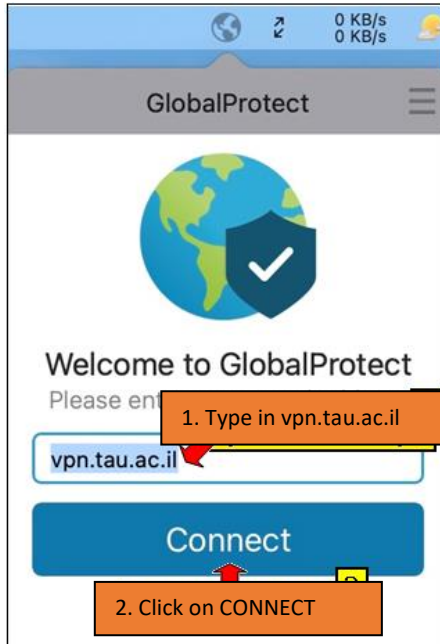 0 KB/s
0 KB/s
GlobalProtect
Welcome to GlobalProtect
Please
1. Type in vpn.tau.ac.il
vpn.tau.ac.il
Connect
2. Click on CONNECT